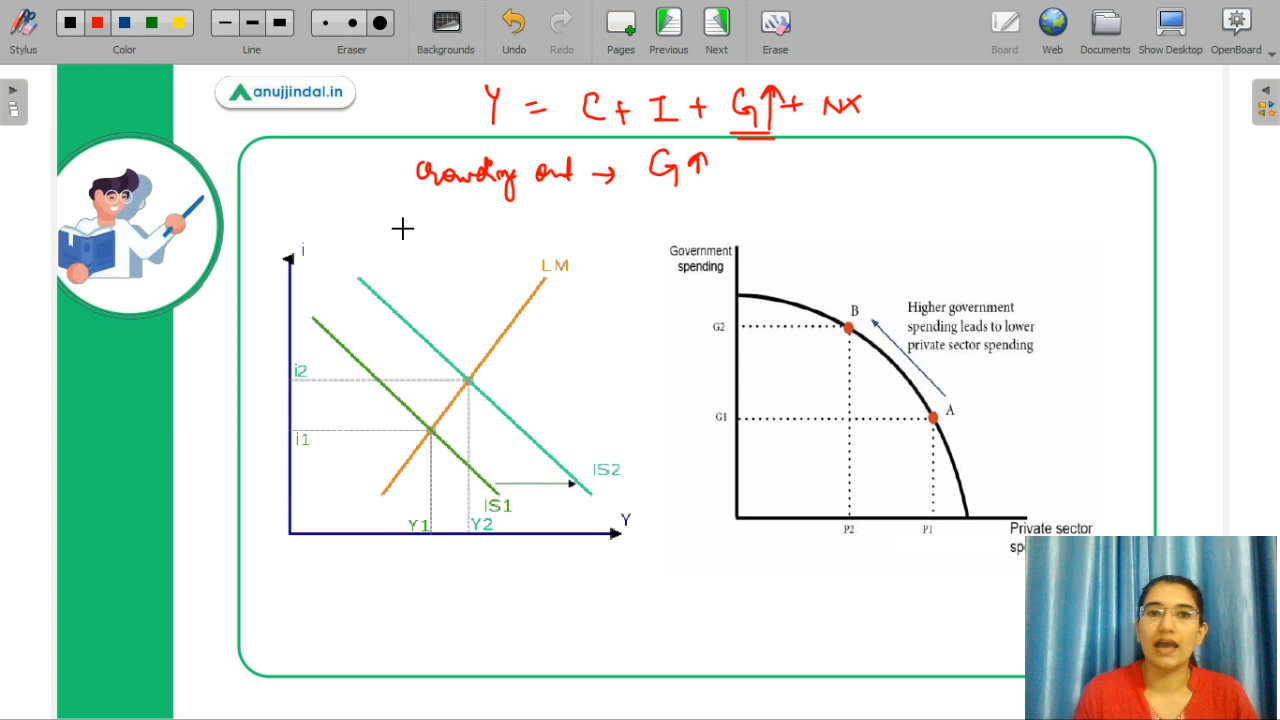 Stylus
Color
Line
Eraser
Backgrounds
Undo
Redo
Pages
Previous
Next
Erase
Board
Web
Documents
Show Desktop
OpenBoard
anujjindal.in
Y = C + I + G↑ + NX
Crowding out → G↑
i
LM
i2
i1
IS2
IS1
Y1
Y2
Y
Government
spending
G2
B
Higher government
spending leads to lower
private sector spending
G1
A
P2
P1
Private sector